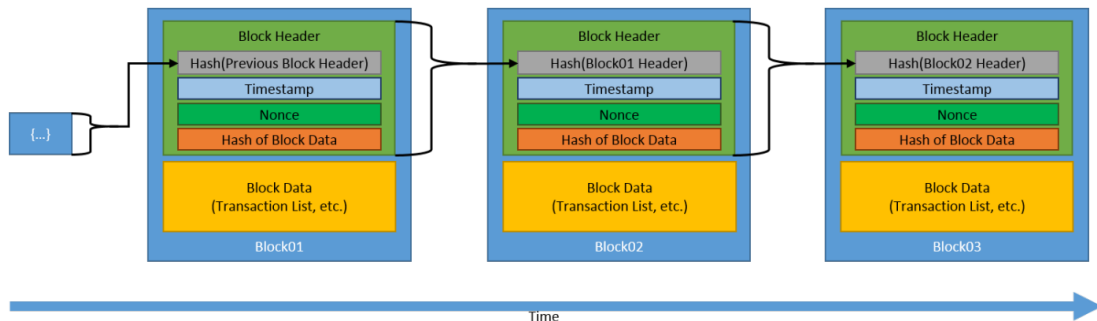 {...}
Block Header
Hash(Previous Block Header)
Timestamp
Nonce
Hash of Block Data
Block Data
(Transaction List, etc.)
Block01
Block Header
Hash(Block01 Header)
Timestamp
Nonce
Hash of Block Data
Block Data
(Transaction List, etc.)
Block02
Block Header
Hash(Block02 Header)
Timestamp
Nonce
Hash of Block Data
Block Data
(Transaction List, etc.)
Block03
Time